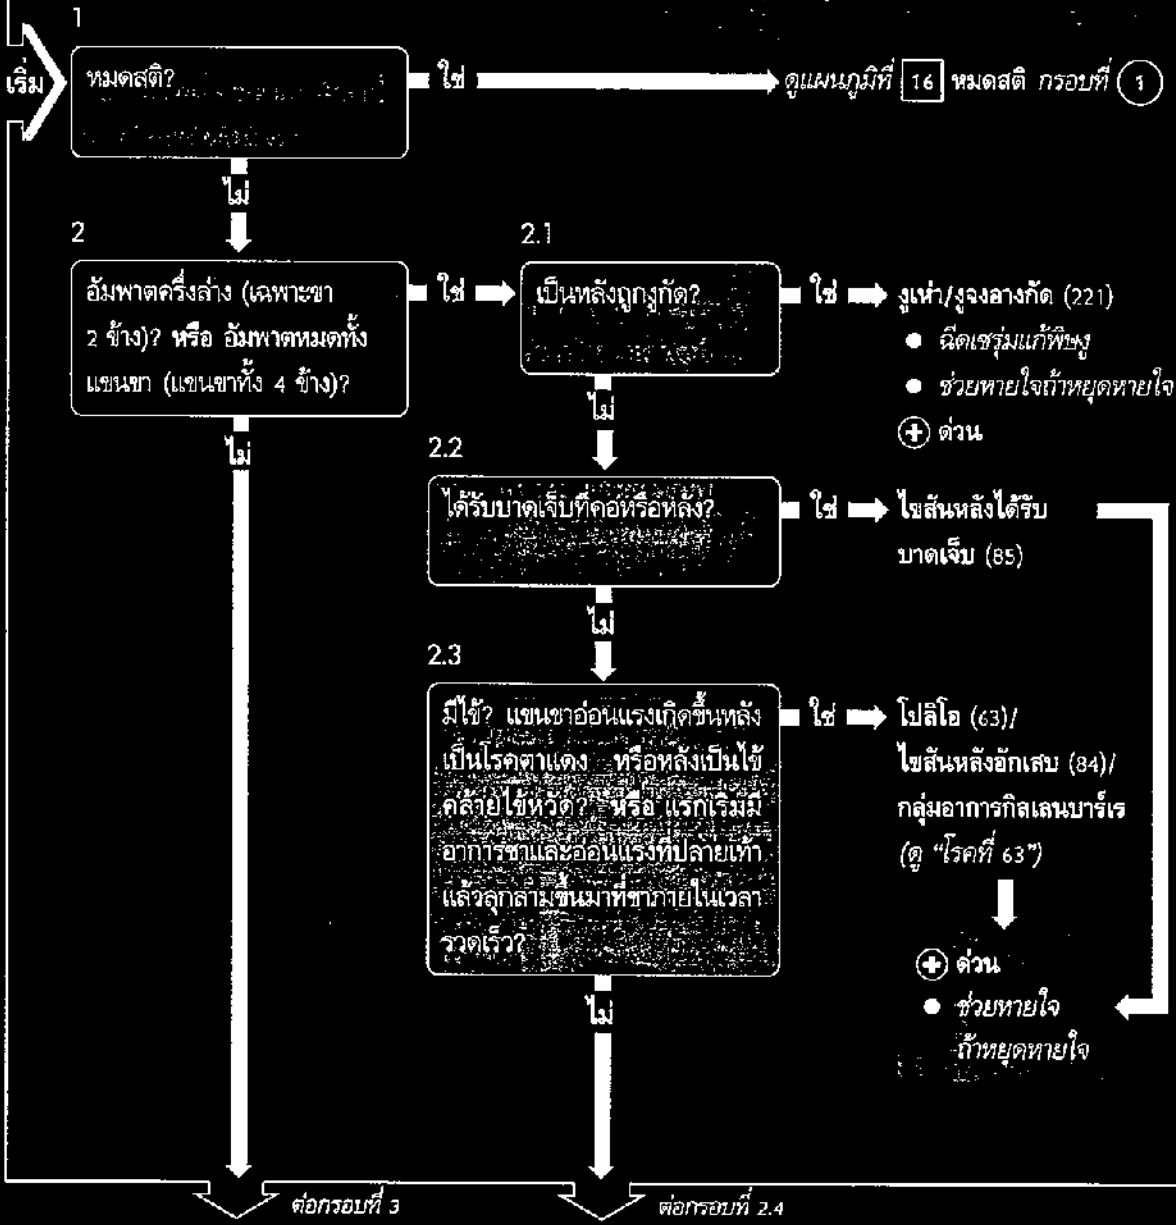 1
เริ่ม
หมดสติ?
ใช่
ดูแผนภูมิที่ 16 หมดสติ กรอบที่ 1
ไม่
2
อัมพาตครึ่งล่าง (เฉพาะขา
2 ข้าง)? หรือ อัมพาตหมดทั้ง
แขนขา (แขนขาทั้ง 4 ข้าง)?
ใช่
2.1
เป็นหลังถูกงูกัด?
ใช่
งูเห่า/งูจงอางกัด (221)
● ฉีดเซรุ่มแก้พิษงู
● ช่วยหายใจถ้าหยุดหายใจ
+ ด่วน
ไม่
ไม่
2.2
ได้รับบาดเจ็บที่คอหรือหลัง?
ใช่
ไขสันหลังได้รับ
บาดเจ็บ (85)
ไม่
2.3
มีไข้? แขนขาอ่อนแรงเกิดขึ้นหลัง
เป็นโรคตาแดง หรือหลังเป็นไข้
คล้ายไข้หวัด? หรือ แรกเริ่มมี
อาการชาและอ่อนแรงที่ปลายเท้า
แล้วลุกลามขึ้นมาที่ขาภายในเวลา
รวดเร็ว?
ใช่
โปลิโอ (63)/
ไขสันหลังอักเสบ (84)/
กลุ่มอาการกิลเลนบาร์เร
(ดู "โรคที่ 63")
+ ด่วน
● ช่วยหายใจ
ถ้าหยุดหายใจ
ไม่
ต่อกรอบที่ 3
ต่อกรอบที่ 2.4